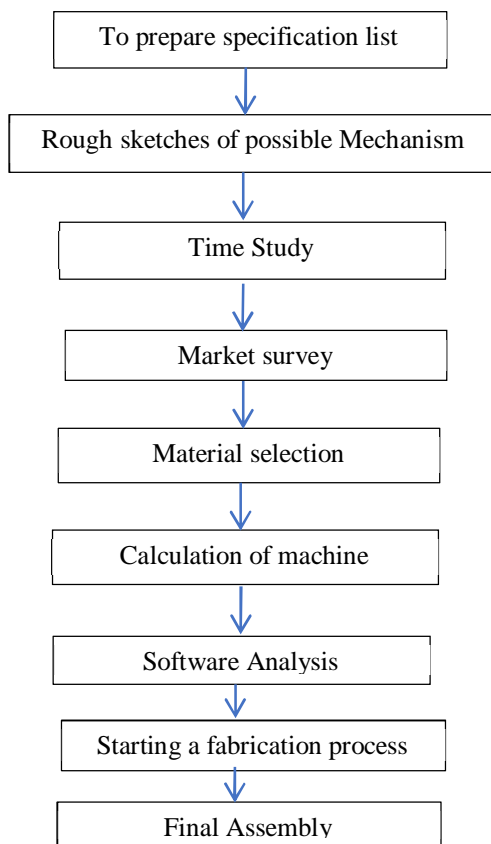 To prepare specification list
Rough sketches of possible Mechanism
Time Study
Market survey
Material selection
Calculation of machine
Software Analysis
Starting a fabrication process
Final Assembly